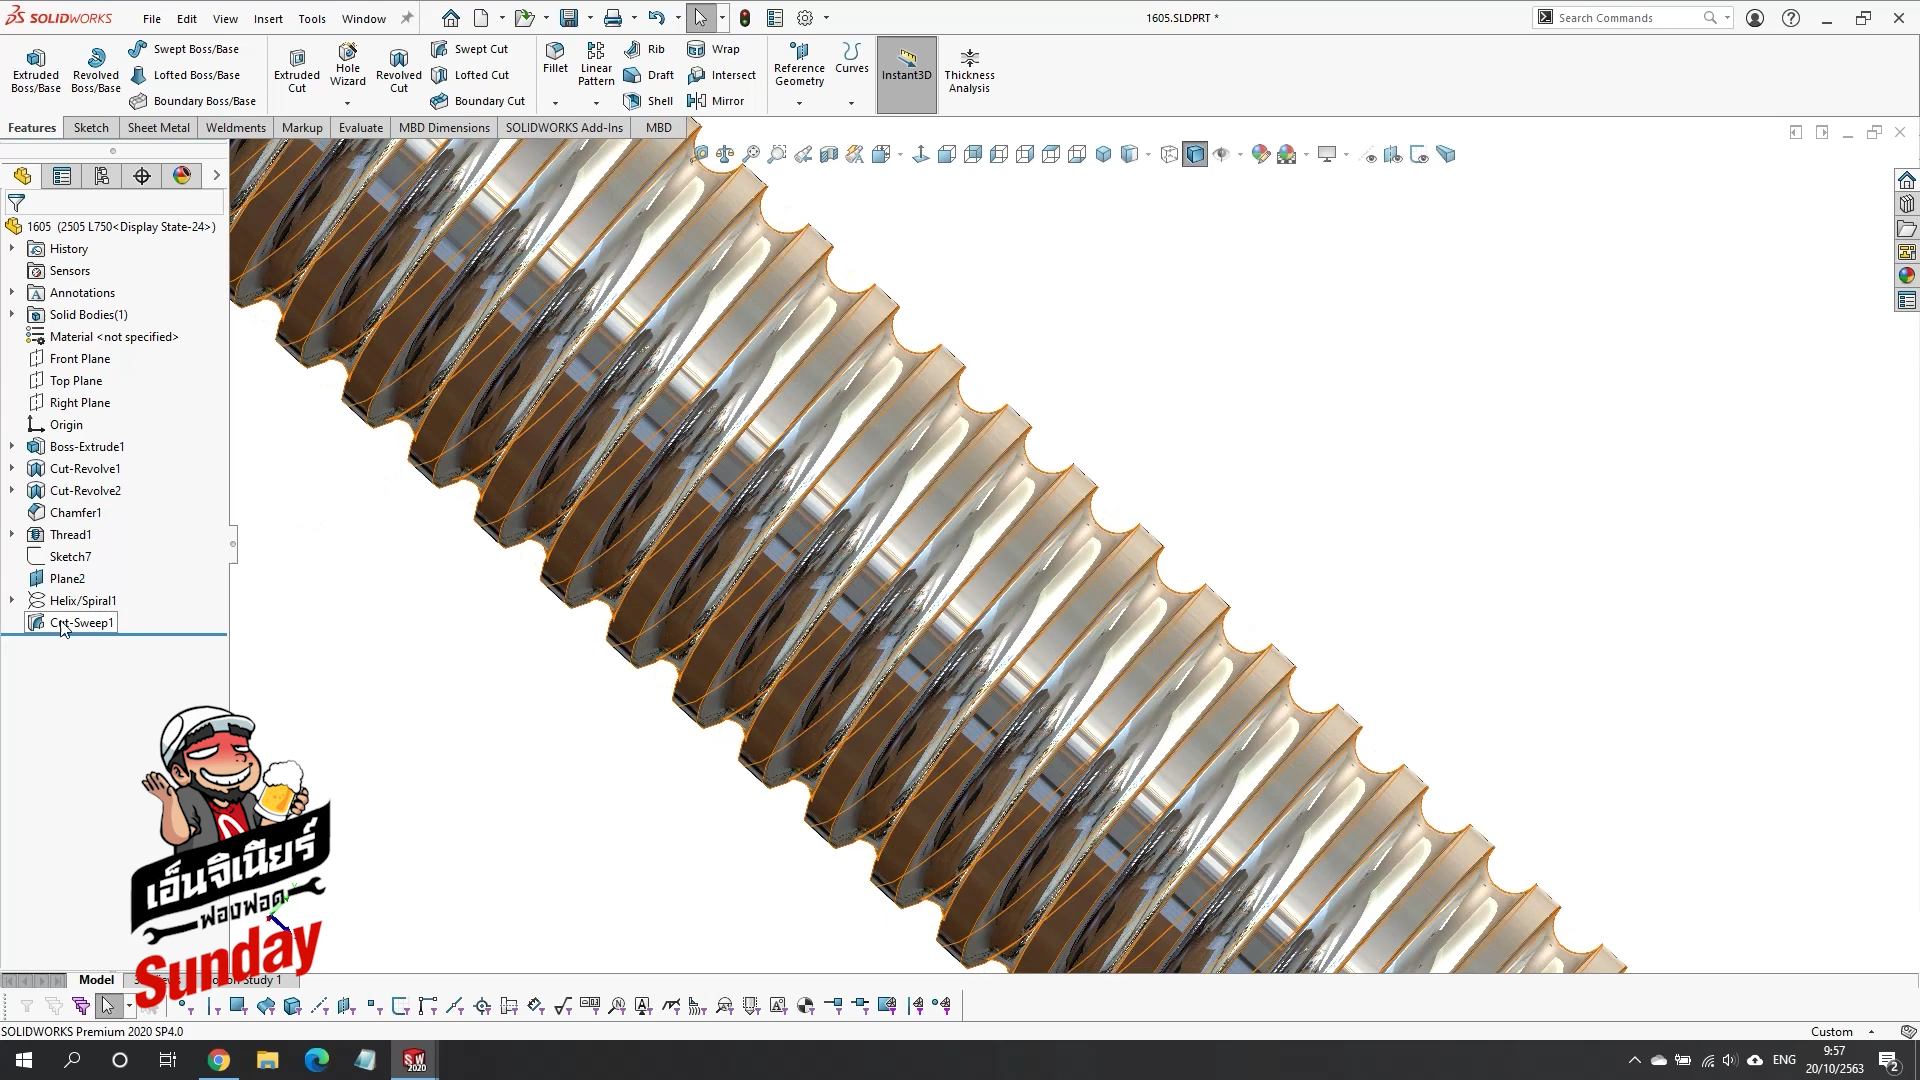 SOLIDWORKS
File Edit View Insert Tools Window
1605.SLDPRT *
Search Commands
Extruded Boss/Base
Revolved Boss/Base
Swept Boss/Base
Lofted Boss/Base
Boundary Boss/Base
Extruded Cut
Hole Wizard
Revolved Cut
Swept Cut
Lofted Cut
Boundary Cut
Fillet
Linear Pattern
Rib
Draft
Shell
Wrap
Intersect
Mirror
Reference Geometry
Curves
Instant3D
Thickness Analysis
Features Sketch Sheet Metal Weldments Markup Evaluate MBD Dimensions SOLIDWORKS Add-Ins MBD
1605 (2505 L750<Display State-24>)
History
Sensors
Annotations
Solid Bodies(1)
Material <not specified>
Front Plane
Top Plane
Right Plane
Origin
Boss-Extrude1
Cut-Revolve1
Cut-Revolve2
Chamfer1
Thread1
Sketch7
Plane2
Helix/Spiral1
Cut-Sweep1
เอ็นจิเนียร์
ฟองฟอด
Sunday
Model Study 1
SOLIDWORKS Premium 2020 SP4.0
Custom
SW 2020
ENG
9:57
20/10/2563
2